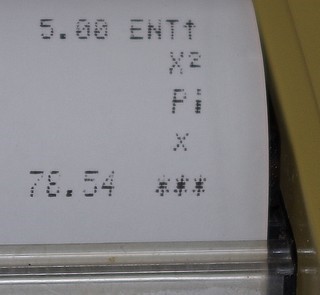 5.00 ENT↑
X²
Pi
x
78.54 ***